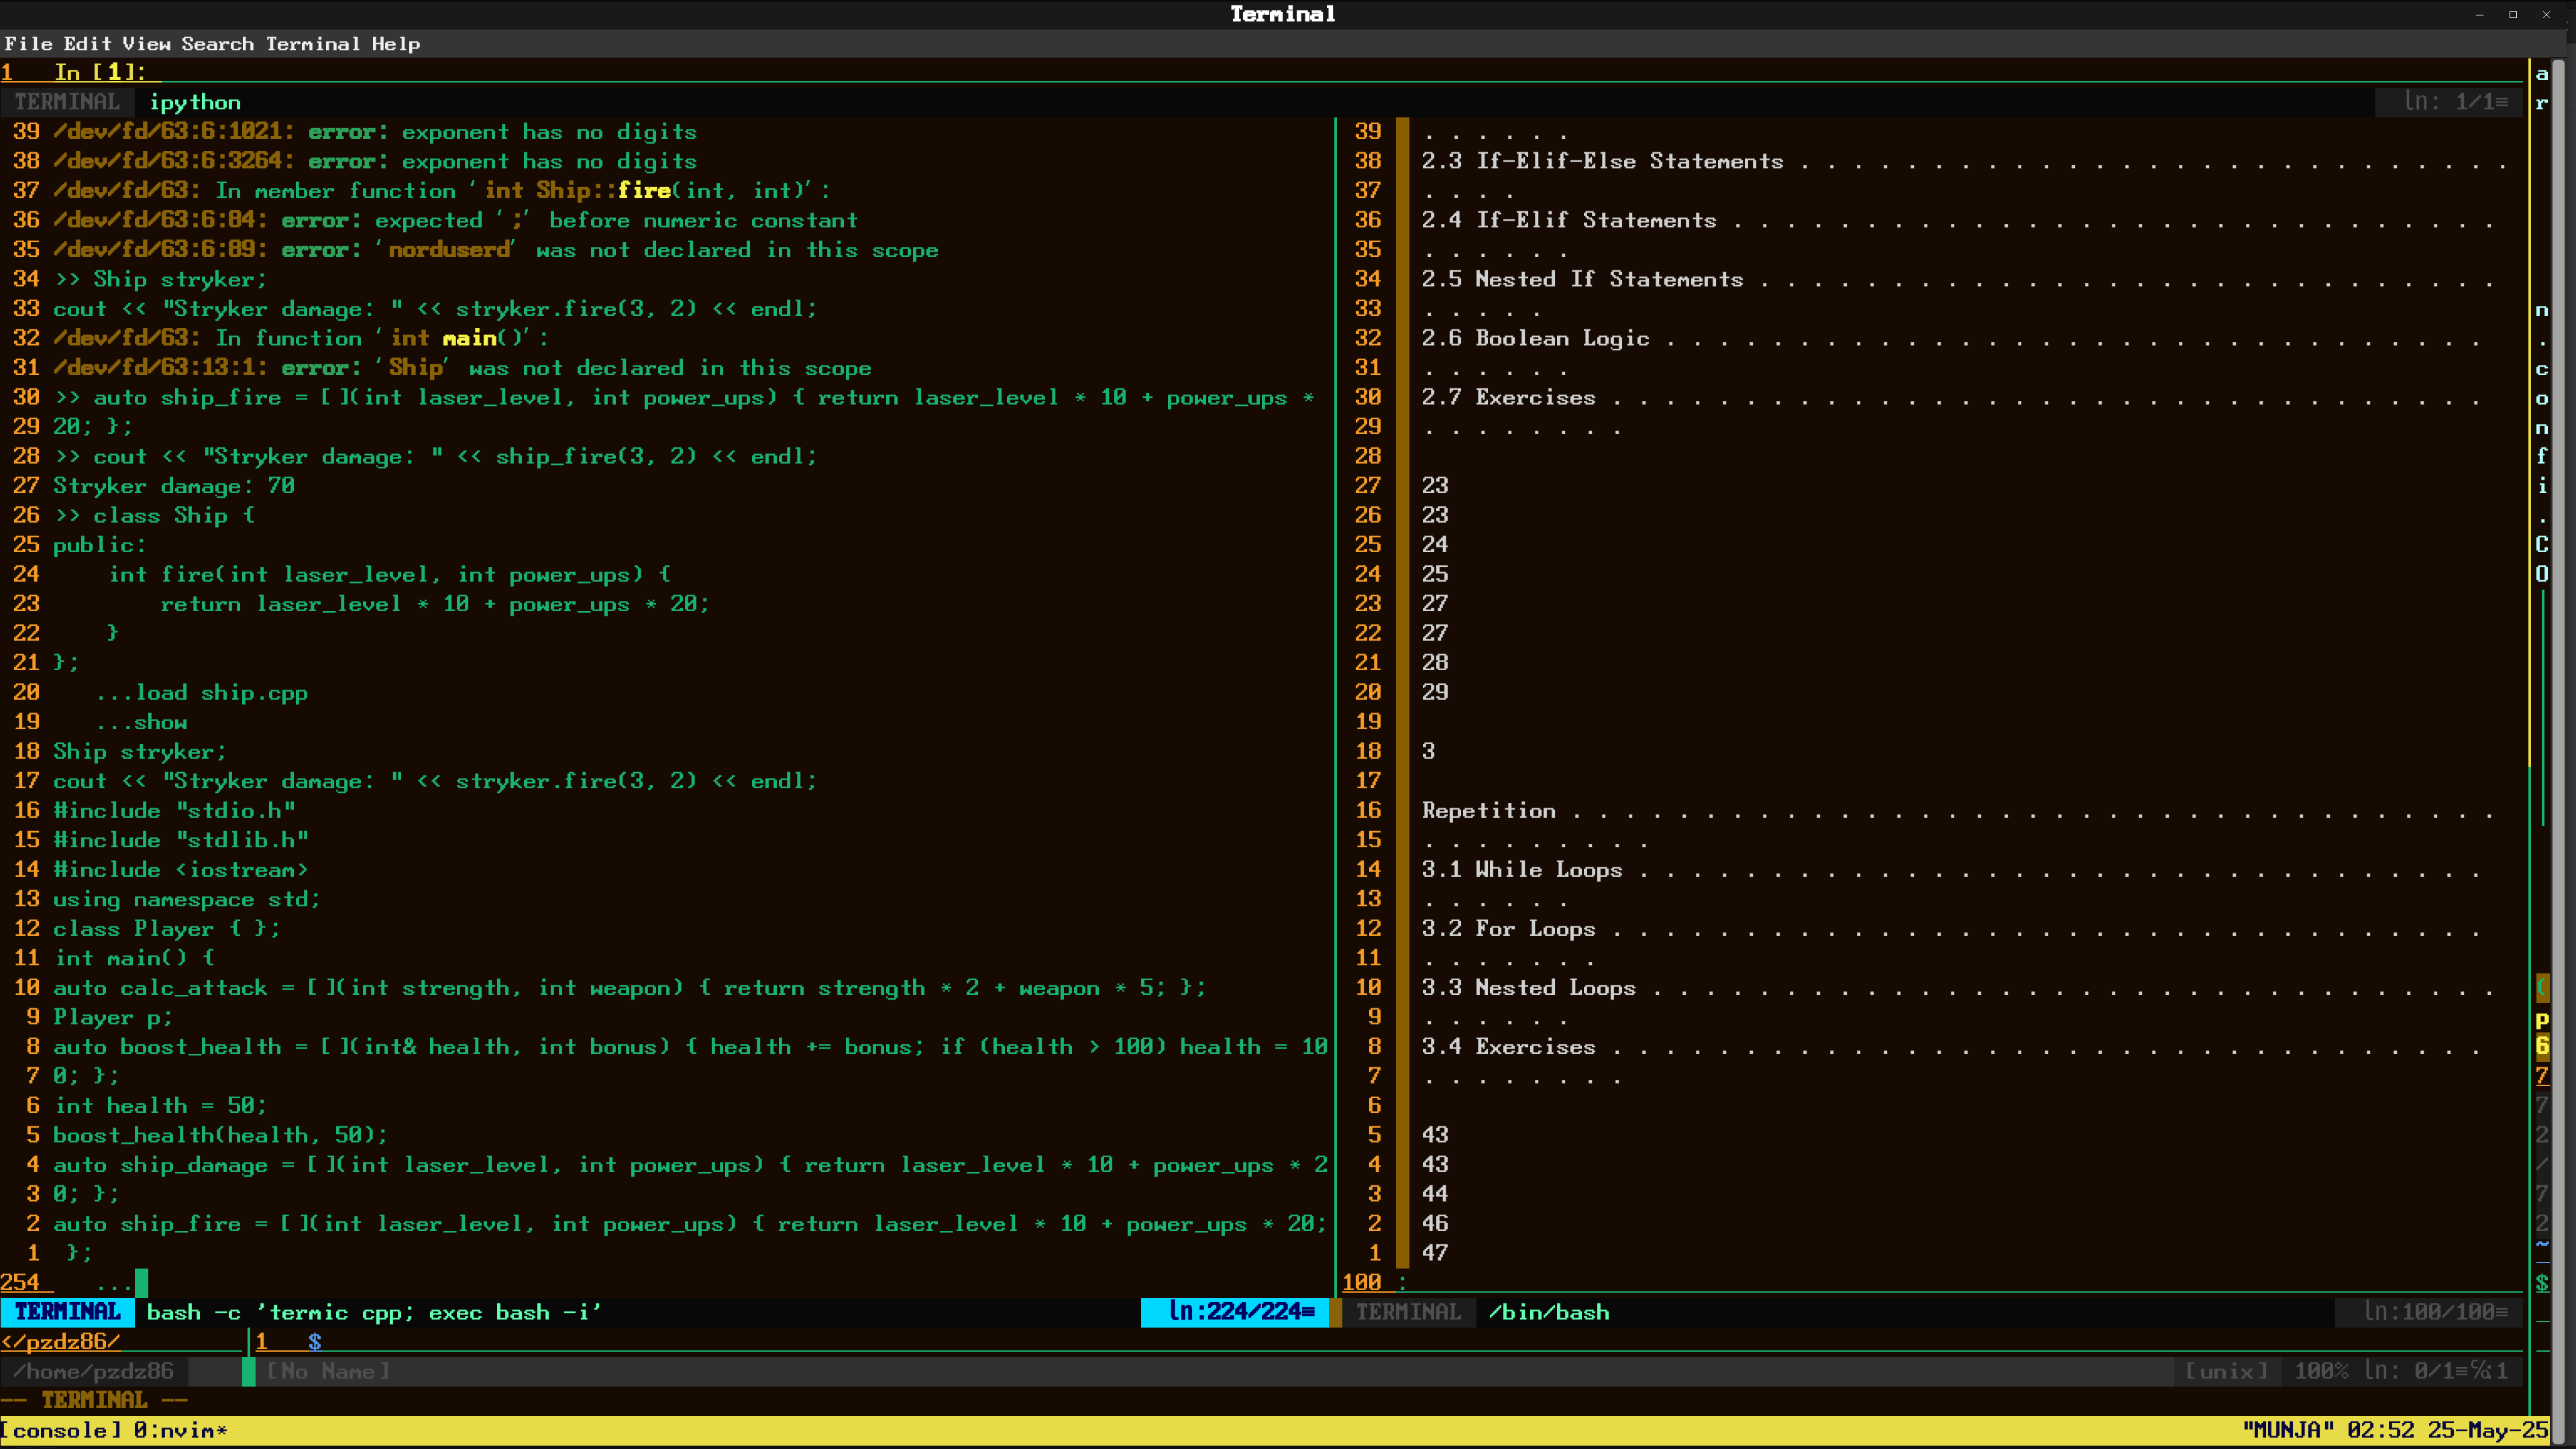 Terminal
File Edit View Search Terminal Help
1 In [1]:
TERMINAL ipython ln: 1/1≡
39 /dev/fd/63:6:1021: error: exponent has no digits
38 /dev/fd/63:6:3264: error: exponent has no digits
37 /dev/fd/63: In member function ‘int Ship::fire(int, int)’:
36 /dev/fd/63:6:84: error: expected ‘;’ before numeric constant
35 /dev/fd/63:6:89: error: ‘norduserd’ was not declared in this scope
34 >> Ship stryker;
33 cout << "Stryker damage: " << stryker.fire(3, 2) << endl;
32 /dev/fd/63: In function ‘int main()’:
31 /dev/fd/63:13:1: error: ‘Ship’ was not declared in this scope
30 >> auto ship_fire = [](int laser_level, int power_ups) { return laser_level * 10 + power_ups *
29 20; };
28 >> cout << "Stryker damage: " << ship_fire(3, 2) << endl;
27 Stryker damage: 70
26 >> class Ship {
25 public:
24 int fire(int laser_level, int power_ups) {
23 return laser_level * 10 + power_ups * 20;
22 }
21 };
20 ...load ship.cpp
19 ...show
18 Ship stryker;
17 cout << "Stryker damage: " << stryker.fire(3, 2) << endl;
16 #include "stdio.h"
15 #include "stdlib.h"
14 #include <iostream>
13 using namespace std;
12 class Player { };
11 int main() {
10 auto calc_attack = [](int strength, int weapon) { return strength * 2 + weapon * 5; };
9 Player p;
8 auto boost_health = [](int& health, int bonus) { health += bonus; if (health > 100) health = 10
7 0; };
6 int health = 50;
5 boost_health(health, 50);
4 auto ship_damage = [](int laser_level, int power_ups) { return laser_level * 10 + power_ups * 2
3 0; };
2 auto ship_fire = [](int laser_level, int power_ups) { return laser_level * 10 + power_ups * 20;
1 };
254 ...
TERMINAL bash -c 'termic cpp; exec bash -i' ln:224/224≡
39 . . . . . .
38 2.3 If-Elif-Else Statements . . . . . . . . . . . . . . . . . . . . . . . . . . .
37 . . . .
36 2.4 If-Elif Statements . . . . . . . . . . . . . . . . . . . . . . . . . . . . .
35 . . . . . .
34 2.5 Nested If Statements . . . . . . . . . . . . . . . . . . . . . . . . . . . .
33 . . . . .
32 2.6 Boolean Logic . . . . . . . . . . . . . . . . . . . . . . . . . . . . . . .
31 . . . . . .
30 2.7 Exercises . . . . . . . . . . . . . . . . . . . . . . . . . . . . . . . . .
29 . . . . . . . .
28
27 23
26 23
25 24
24 25
23 27
22 27
21 28
20 29
19
18 3
17
16 Repetition . . . . . . . . . . . . . . . . . . . . . . . . . . . . . . . . . . .
15 . . . . . . . . .
14 3.1 While Loops . . . . . . . . . . . . . . . . . . . . . . . . . . . . . . . .
13 . . . . . .
12 3.2 For Loops . . . . . . . . . . . . . . . . . . . . . . . . . . . . . . . . .
11 . . . . . . .
10 3.3 Nested Loops . . . . . . . . . . . . . . . . . . . . . . . . . . . . . . . .
9 . . . . . .
8 3.4 Exercises . . . . . . . . . . . . . . . . . . . . . . . . . . . . . . . . .
7 . . . . . . . .
6
5 43
4 43
3 44
2 46
1 47
100 :
TERMINAL /bin/bash ln:100/100≡
a
r
n
.
c
o
n
f
i
.
C
O
(
p
6
7
7
2
/
7
2
~
$
</pzdz86/ 1 $
/home/pzdz86 [No Name] [unix] 100% ln: 0/1≡℅:1
-- TERMINAL --
[console] 0:nvim* "MUNJA" 02:52 25-May-25